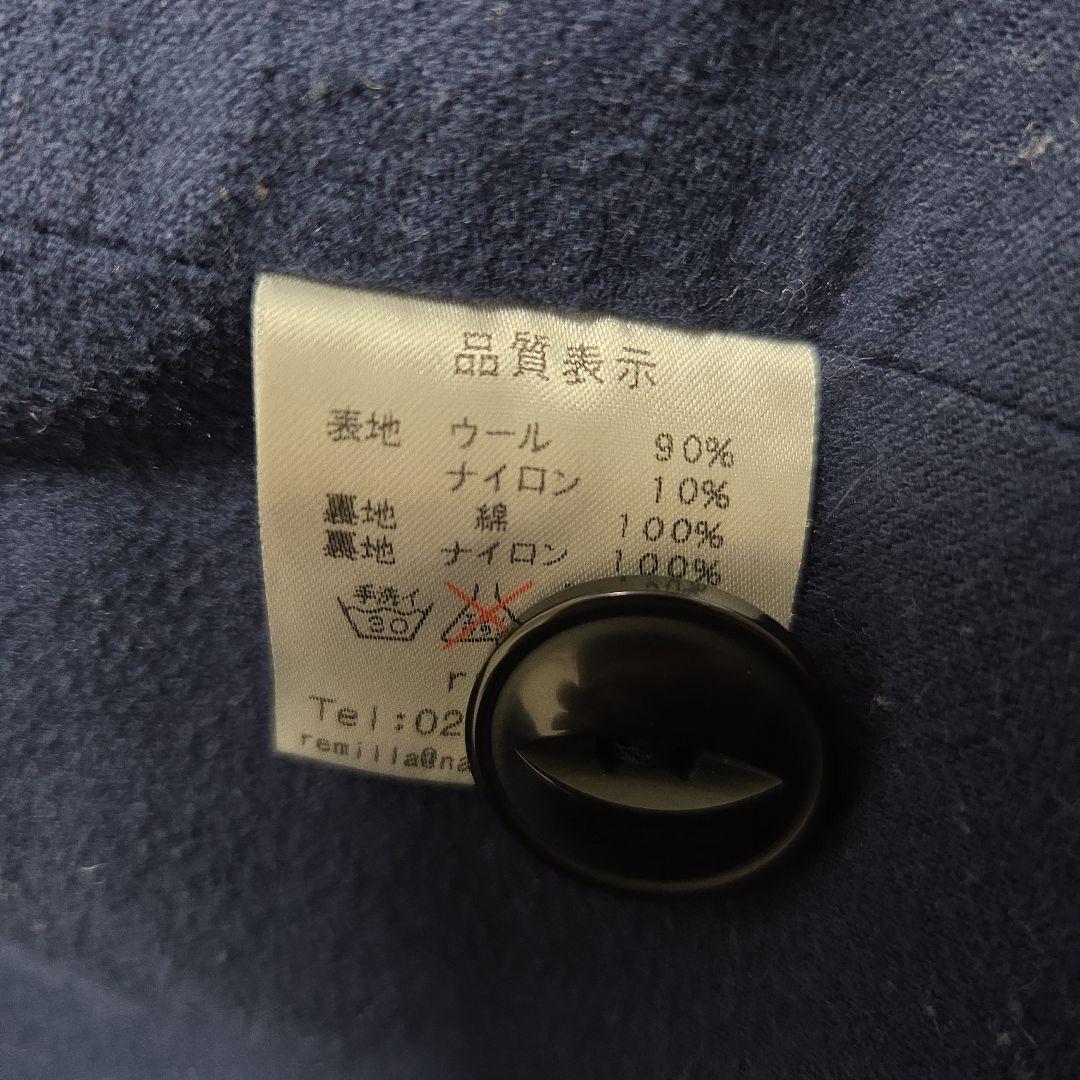 品質表示
表地 ウール 90%
ナイロン 10%
裏地 綿 100%
裏地 ナイロン 100%
手洗イ
30
Tel:02
remilla@na